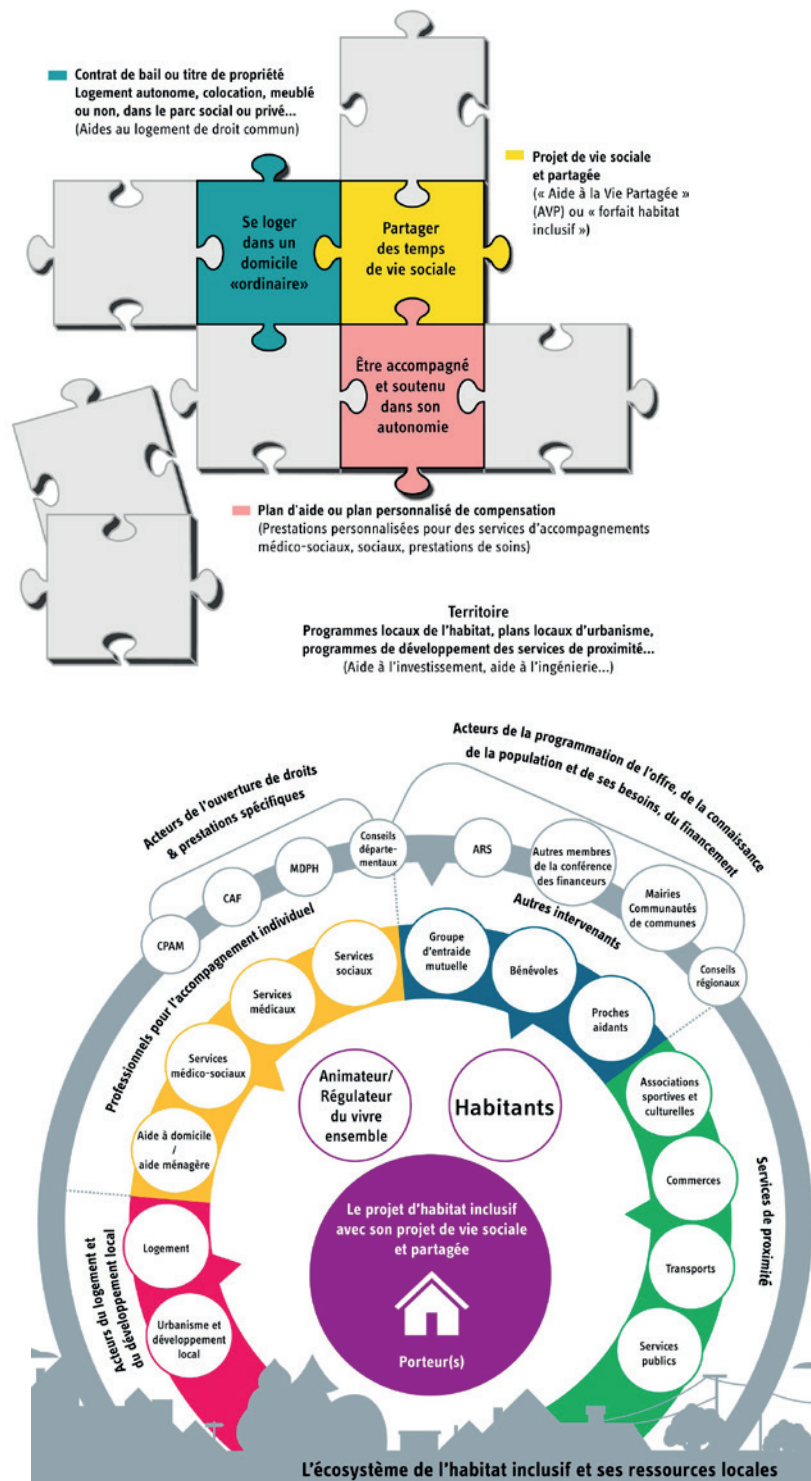 Contrat de bail ou titre de propriété
Logement autonome, colocation, meublé
ou non, dans le parc social ou privé...
(Aides au logement de droit commun)
Projet de vie sociale
et partagée
(« Aide à la Vie Partagée »
(AVP) ou « forfait habitat
inclusif »)
Se loger
dans un
domicile
«ordinaire»
Partager
des temps
de vie sociale
Être accompagné
et soutenu
dans son
autonomie
Plan d'aide ou plan personnalisé de compensation
(Prestations personnalisées pour des services d'accompagnements
médico-sociaux, sociaux, prestations de soins)
Territoire
Programmes locaux de l'habitat, plans locaux d'urbanisme,
programmes de développement des services de proximité...
(Aide à l'investissement, aide à l'ingénierie...)
Acteurs de l'ouverture de droits
& prestations spécifiques
Acteurs de la programmation de l'offre, de la connaissance
de la population et de ses besoins, du financement
CPAM
CAF
MDPH
Conseils
départe-
mentaux
ARS
Autres membres
de la conférence
des financeurs
Mairies
Communautés
de communes
Conseils
régionaux
Professionnels pour l'accompagnement individuel
Autres intervenants
Services
sociaux
Services
médicaux
Services
médico-sociaux
Aide à domicile
/
aide ménagère
Groupe
d'entraide
mutuelle
Bénévoles
Proches
aidants
Associations
sportives et
culturelles
Commerces
Transports
Services
publics
Services de proximité
Acteurs du logement et
du développement local
Logement
Urbanisme et
développement
local
Animateur/
Régulateur
du vivre
ensemble
Habitants
Le projet d'habitat inclusif
avec son projet de vie sociale
et partagée
Porteur(s)
L'écosystème de l'habitat inclusif et ses ressources locales